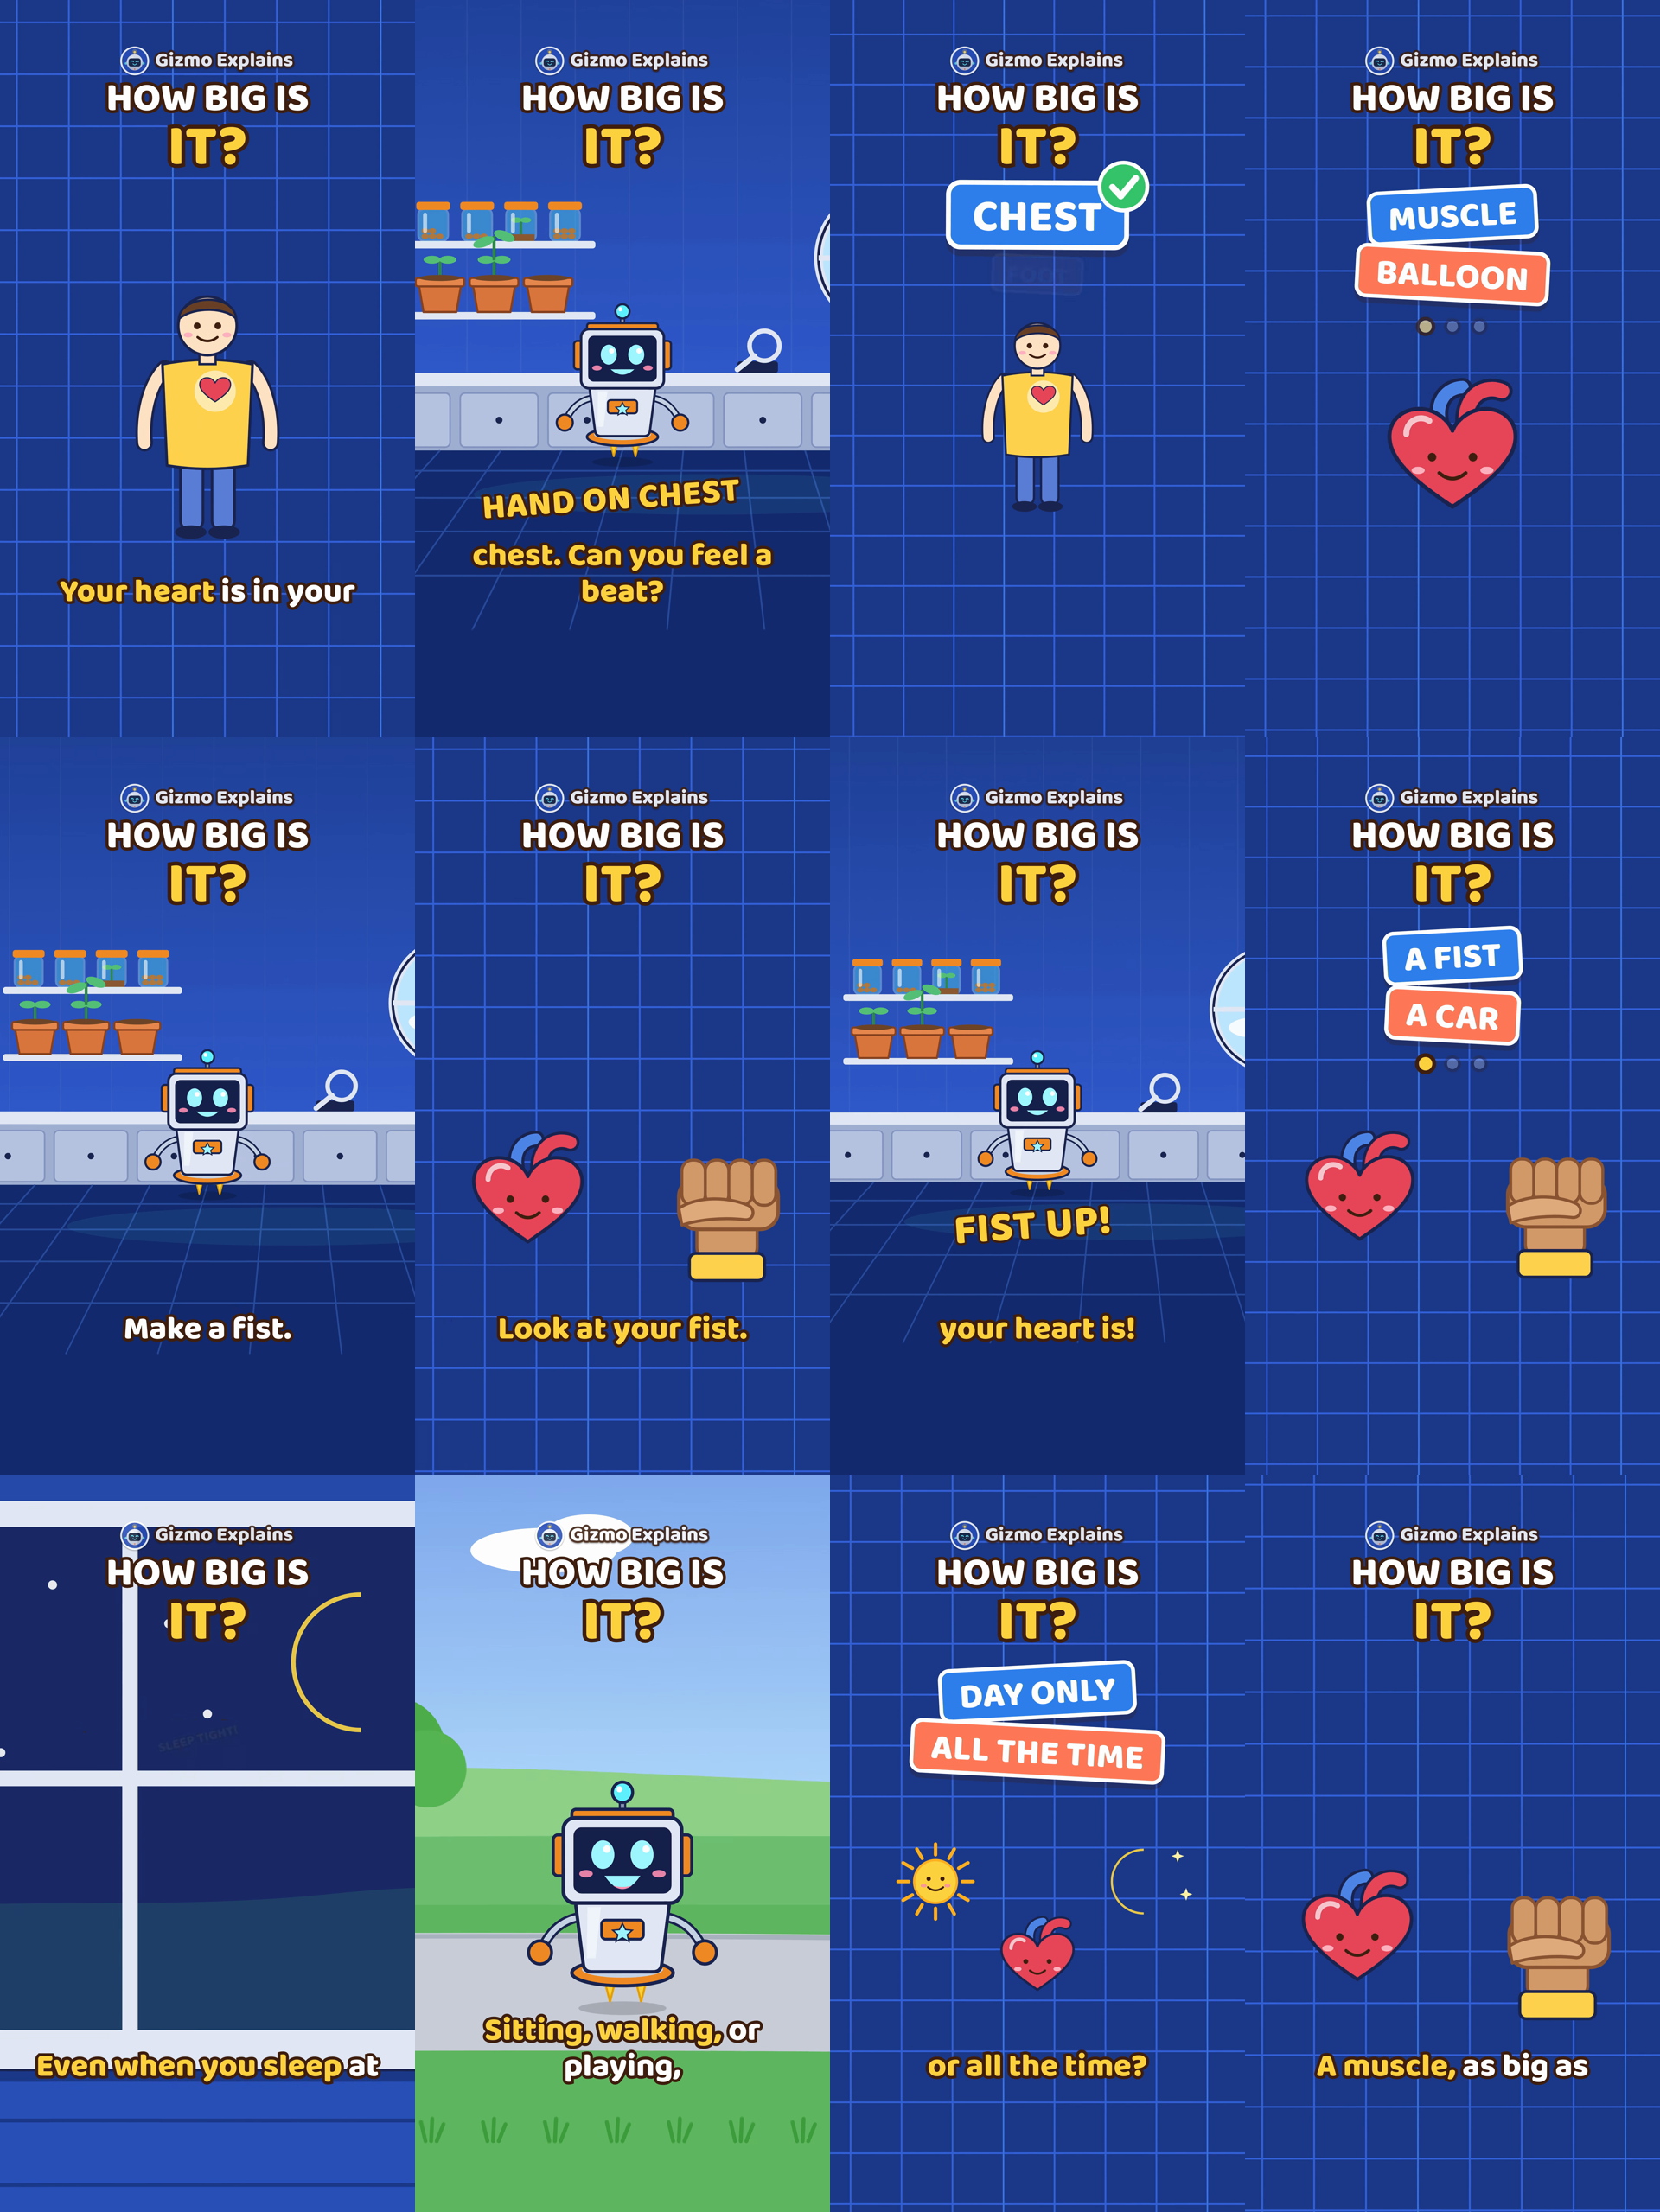 Gizmo Explains
HOW BIG IS
IT?
Your heart is in your
Gizmo Explains
HOW BIG IS
IT?
HAND ON CHEST
chest. Can you feel a
beat?
Gizmo Explains
HOW BIG IS
IT?
CHEST
FOOT
Gizmo Explains
HOW BIG IS
IT?
MUSCLE
BALLOON
Gizmo Explains
HOW BIG IS
IT?
Make a fist.
Gizmo Explains
HOW BIG IS
IT?
Look at your fist.
Gizmo Explains
HOW BIG IS
IT?
FIST UP!
your heart is!
Gizmo Explains
HOW BIG IS
IT?
A FIST
A CAR
Gizmo Explains
HOW BIG IS
IT?
SLEEP TIGHT!
Even when you sleep at
Gizmo Explains
HOW BIG IS
IT?
Sitting, walking, or
playing,
Gizmo Explains
HOW BIG IS
IT?
DAY ONLY
ALL THE TIME
or all the time?
Gizmo Explains
HOW BIG IS
IT?
A muscle, as big as